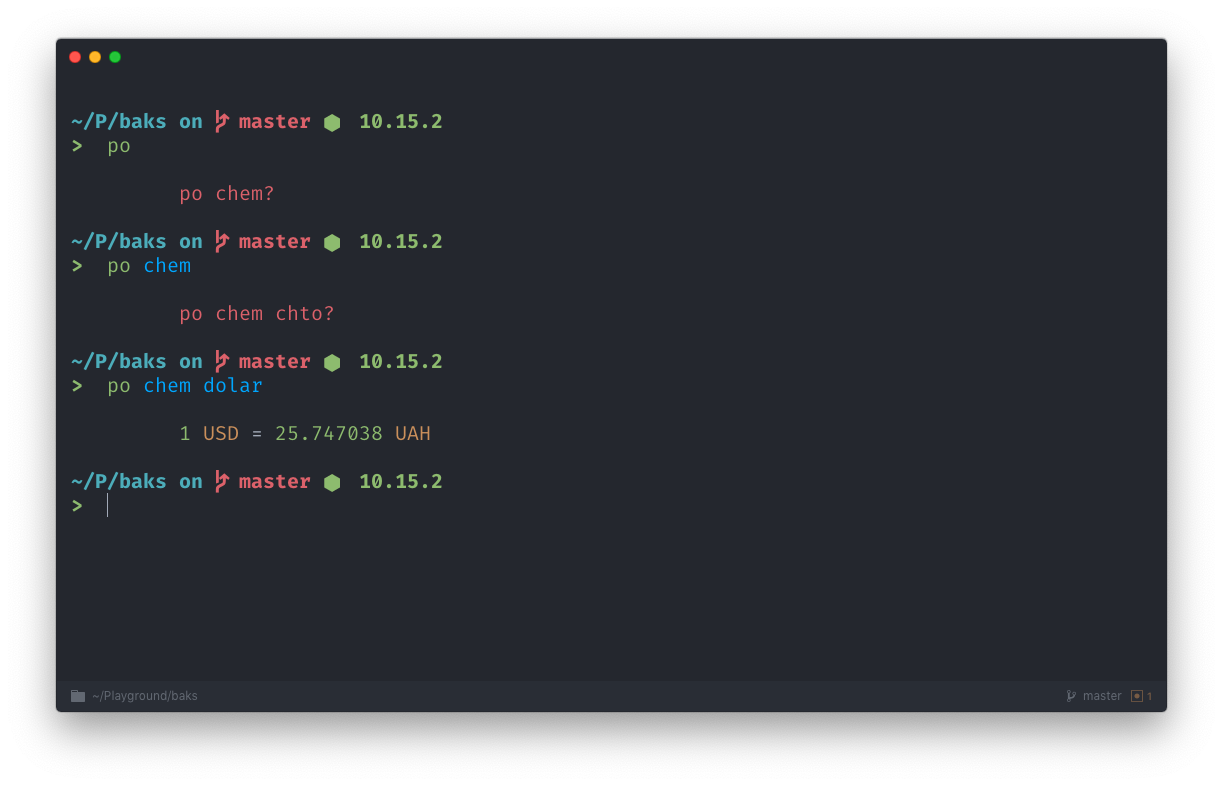 ~/P/baks on master 10.15.2
> po
po chem?
~/P/baks on master 10.15.2
> po chem
po chem chto?
~/P/baks on master 10.15.2
> po chem dolar
1 USD = 25.747038 UAH
~/P/baks on master 10.15.2
>
~/Playground/baks
master 1